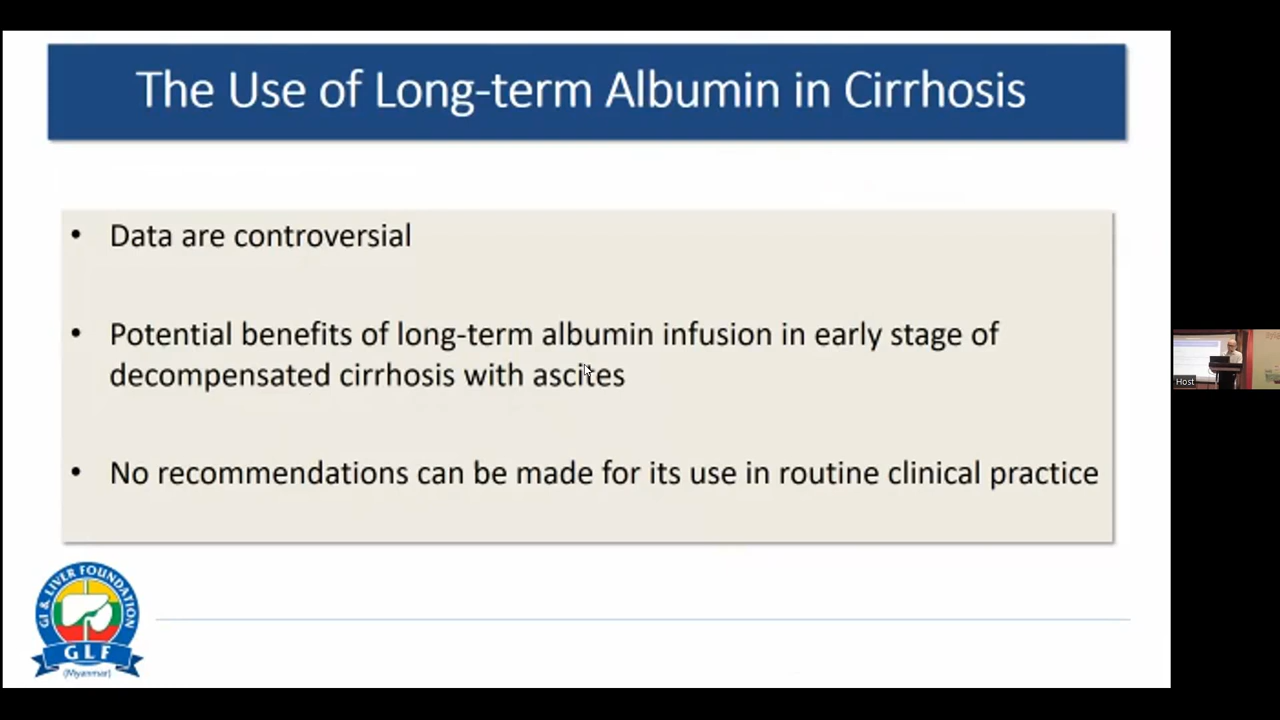 The Use of Long-term Albumin in Cirrhosis
• Data are controversial
• Potential benefits of long-term albumin infusion in early stage of
decompensated cirrhosis with ascites
• No recommendations can be made for its use in routine clinical practice
GI & LIVER FOUNDATION
GLF
(Myanmar)
Host